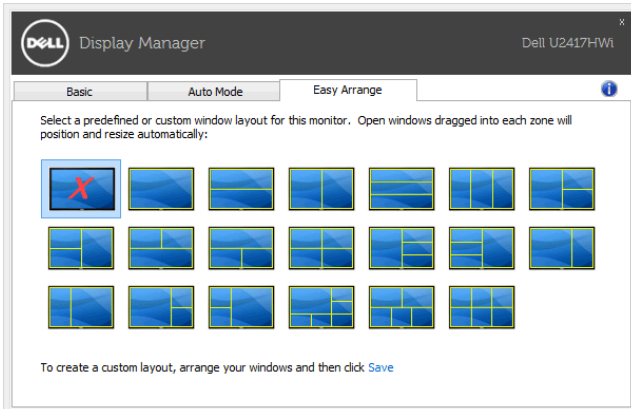 x
DELL Display Manager Dell U2417HWi
Basic Auto Mode Easy Arrange i
Select a predefined or custom window layout for this monitor. Open windows dragged into each zone will
position and resize automatically:
X
To create a custom layout, arrange your windows and then click Save